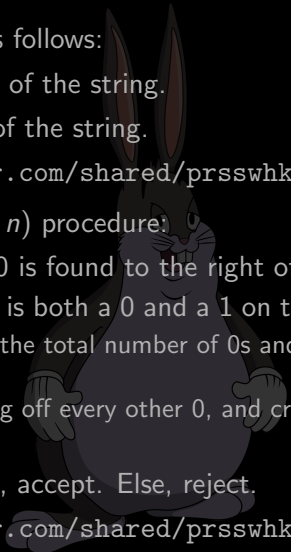 s follows:
of the string.
of the string.
r.com/shared/prsswhk
n) procedure:
0 is found to the right of
is both a 0 and a 1 on t
the total number of 0s and
g off every other 0, and cr
, accept. Else, reject.
r.com/shared/prsswhk